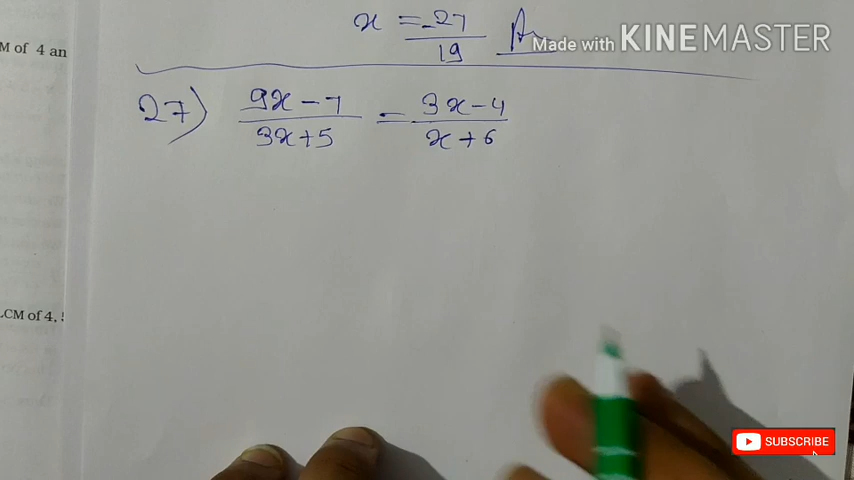 x = -27/19
Made with KINEMASTER
M of 4 an
27) 9x-7/3x+5 = 3x-4/x+6
LCM of 4,
SUBSCRIBE